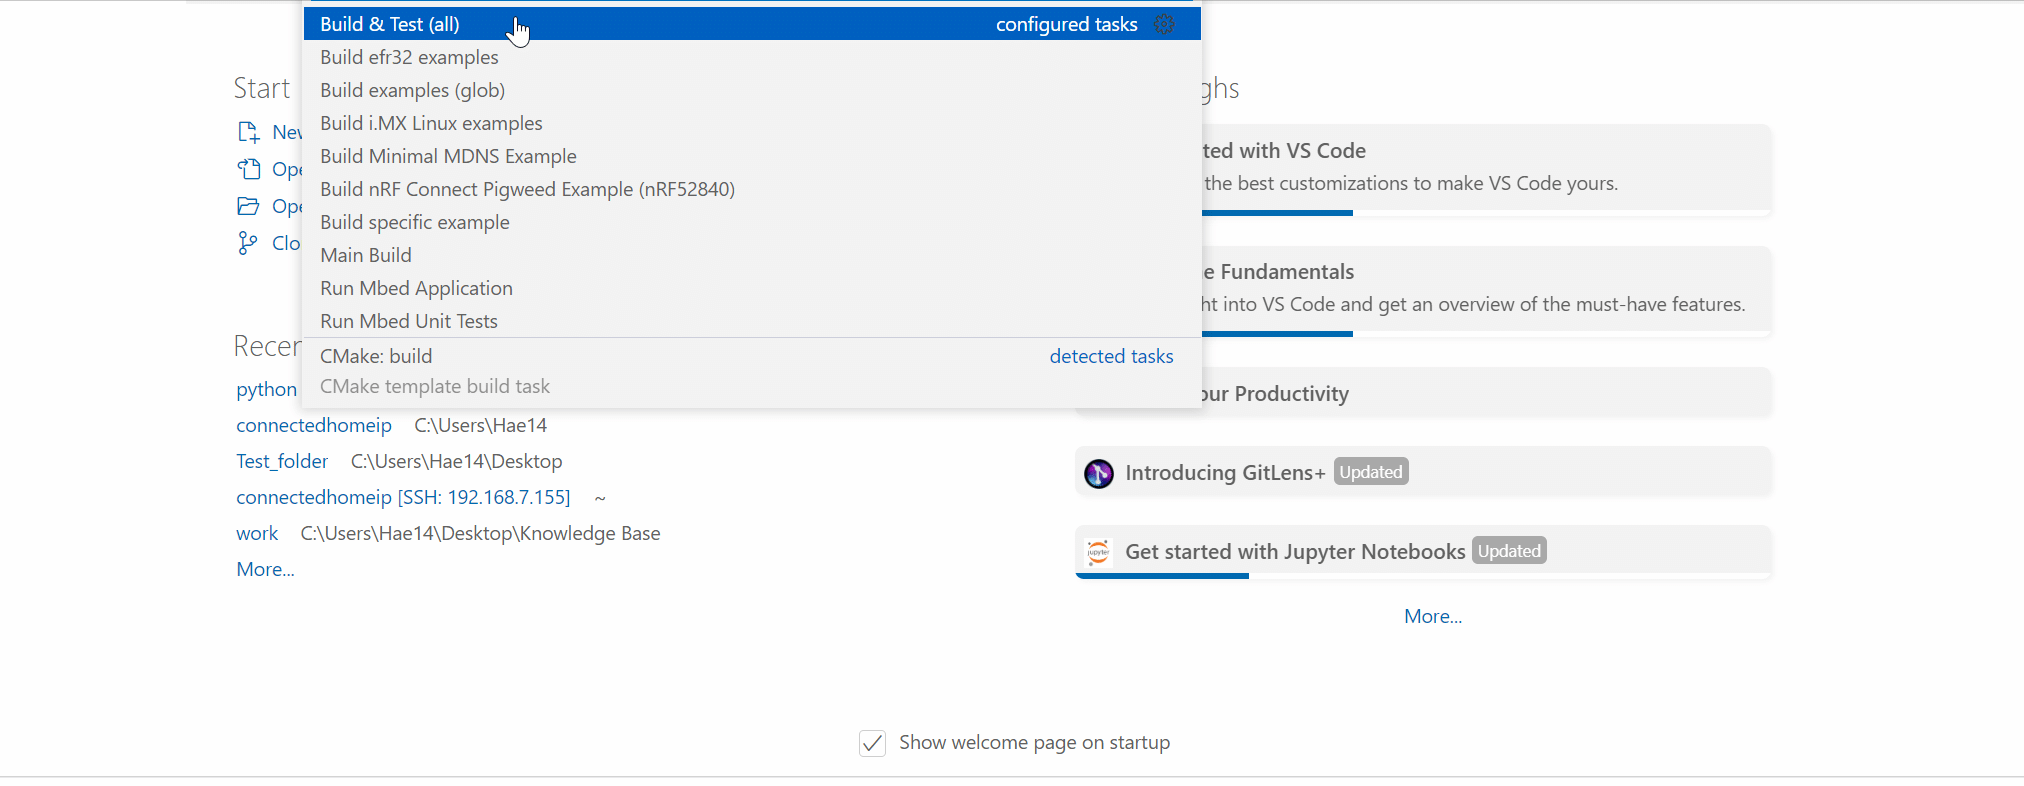 Build & Test (all) configured tasks
Build efr32 examples
Build examples (glob)
Build i.MX Linux examples
Build Minimal MDNS Example
Build nRF Connect Pigweed Example (nRF52840)
Build specific example
Main Build
Run Mbed Application
Run Mbed Unit Tests
CMake: build detected tasks
CMake template build task
Start
New
Ope
Ope
Clo
Recen
python
connectedhomeip C:\Users\Hae14
Test_folder C:\Users\Hae14\Desktop
connectedhomeip [SSH: 192.168.7.155] ~
work C:\Users\Hae14\Desktop\Knowledge Base
More...
ghs
ted with VS Code
the best customizations to make VS Code yours.
e Fundamentals
ht into VS Code and get an overview of the must-have features.
our Productivity
Introducing GitLens+ Updated
jupyter
Get started with Jupyter Notebooks Updated
More...
Show welcome page on startup